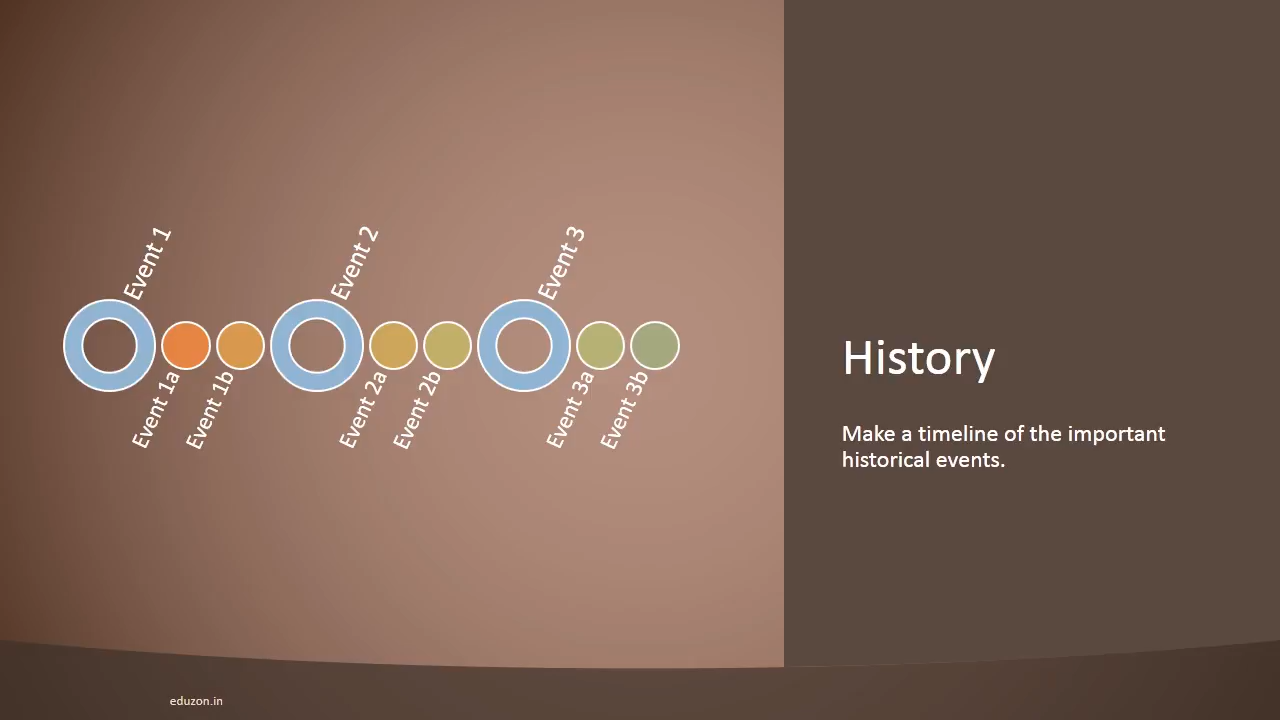 Event 1
Event 2
Event 3
Event 1a
Event 1b
Event 2a
Event 2b
Event 3a
Event 3b
History
Make a timeline of the important
historical events.
eduzon.in